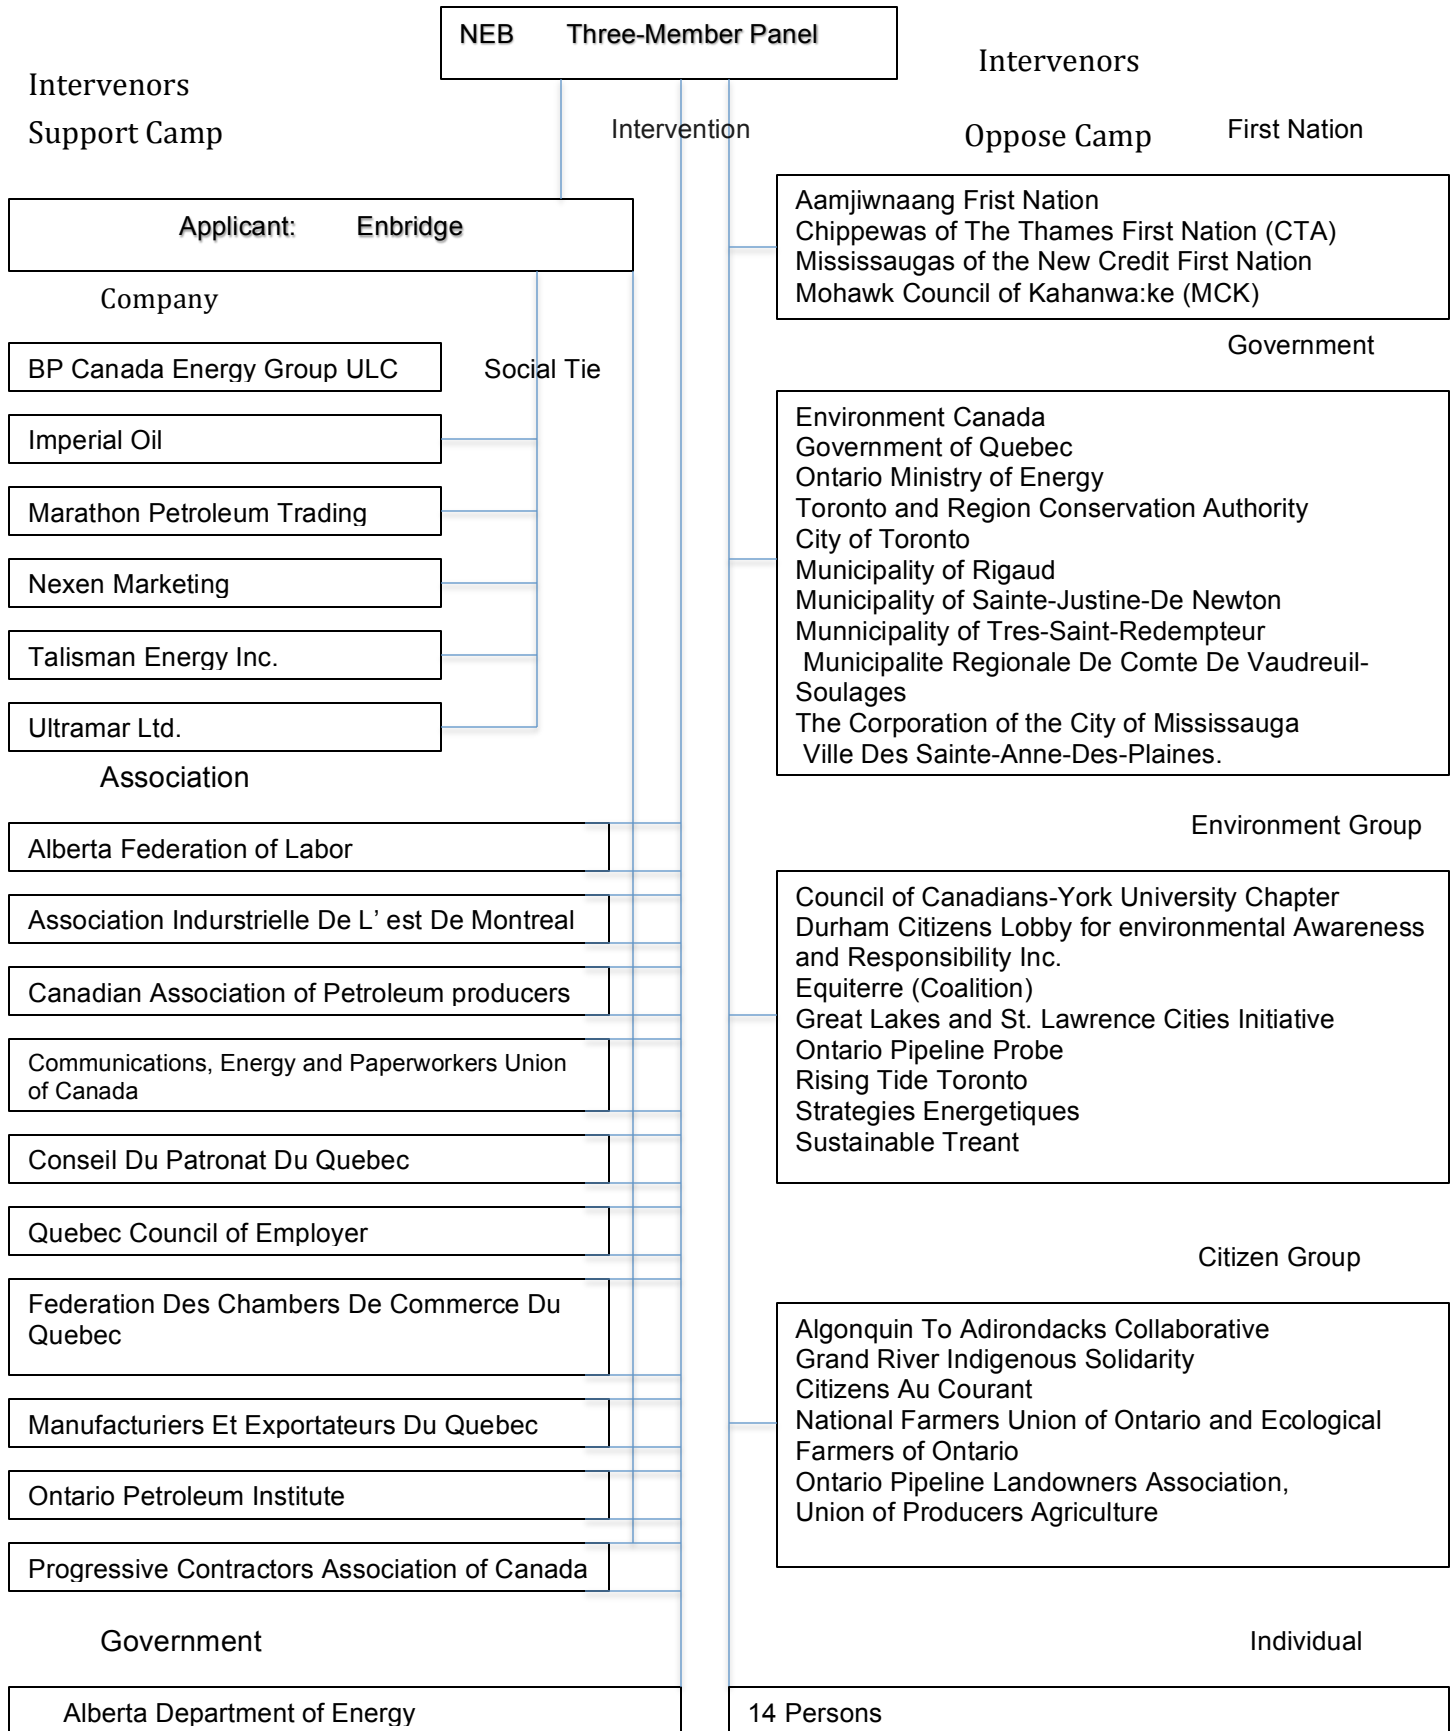 NEB Three-Member Panel
Intervenors
Support Camp
Intervention
Intervenors
Oppose Camp
First Nation
Applicant: Enbridge
Company
BP Canada Energy Group ULC
Social Tie
Imperial Oil
Marathon Petroleum Trading
Nexen Marketing
Talisman Energy Inc.
Ultramar Ltd.
Association
Alberta Federation of Labor
Association Indurstrielle De L' est De Montreal
Canadian Association of Petroleum producers
Communications, Energy and Paperworkers Union
of Canada
Conseil Du Patronat Du Quebec
Quebec Council of Employer
Federation Des Chambers De Commerce Du
Quebec
Manufacturiers Et Exportateurs Du Quebec
Ontario Petroleum Institute
Progressive Contractors Association of Canada
Government
Alberta Department of Energy
Aamjiwnaang Frist Nation
Chippewas of The Thames First Nation (CTA)
Mississaugas of the New Credit First Nation
Mohawk Council of Kahanwa:ke (MCK)
Government
Environment Canada
Government of Quebec
Ontario Ministry of Energy
Toronto and Region Conservation Authority
City of Toronto
Municipality of Rigaud
Municipality of Sainte-Justine-De Newton
Munnicipality of Tres-Saint-Redempteur
Municipalite Regionale De Comte De Vaudreuil-
Soulages
The Corporation of the City of Mississauga
Ville Des Sainte-Anne-Des-Plaines.
Environment Group
Council of Canadians-York University Chapter
Durham Citizens Lobby for environmental Awareness
and Responsibility Inc.
Equiterre (Coalition)
Great Lakes and St. Lawrence Cities Initiative
Ontario Pipeline Probe
Rising Tide Toronto
Strategies Energetiques
Sustainable Treant
Citizen Group
Algonquin To Adirondacks Collaborative
Grand River Indigenous Solidarity
Citizens Au Courant
National Farmers Union of Ontario and Ecological
Farmers of Ontario
Ontario Pipeline Landowners Association,
Union of Producers Agriculture
Individual
14 Persons